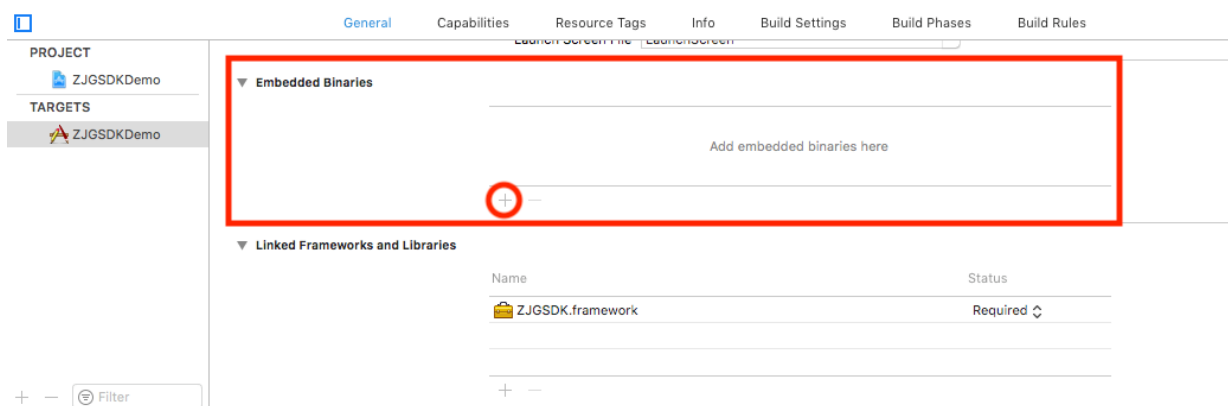 General Capabilities Resource Tags Info Build Settings Build Phases Build Rules
PROJECT
ZJGSDKDemo
TARGETS
ZJGSDKDemo
Launch Screen File LaunchScreen
Embedded Binaries
Add embedded binaries here
+ −
Linked Frameworks and Libraries
Name Status
ZJGSDK.framework Required
+ −
+ − Filter